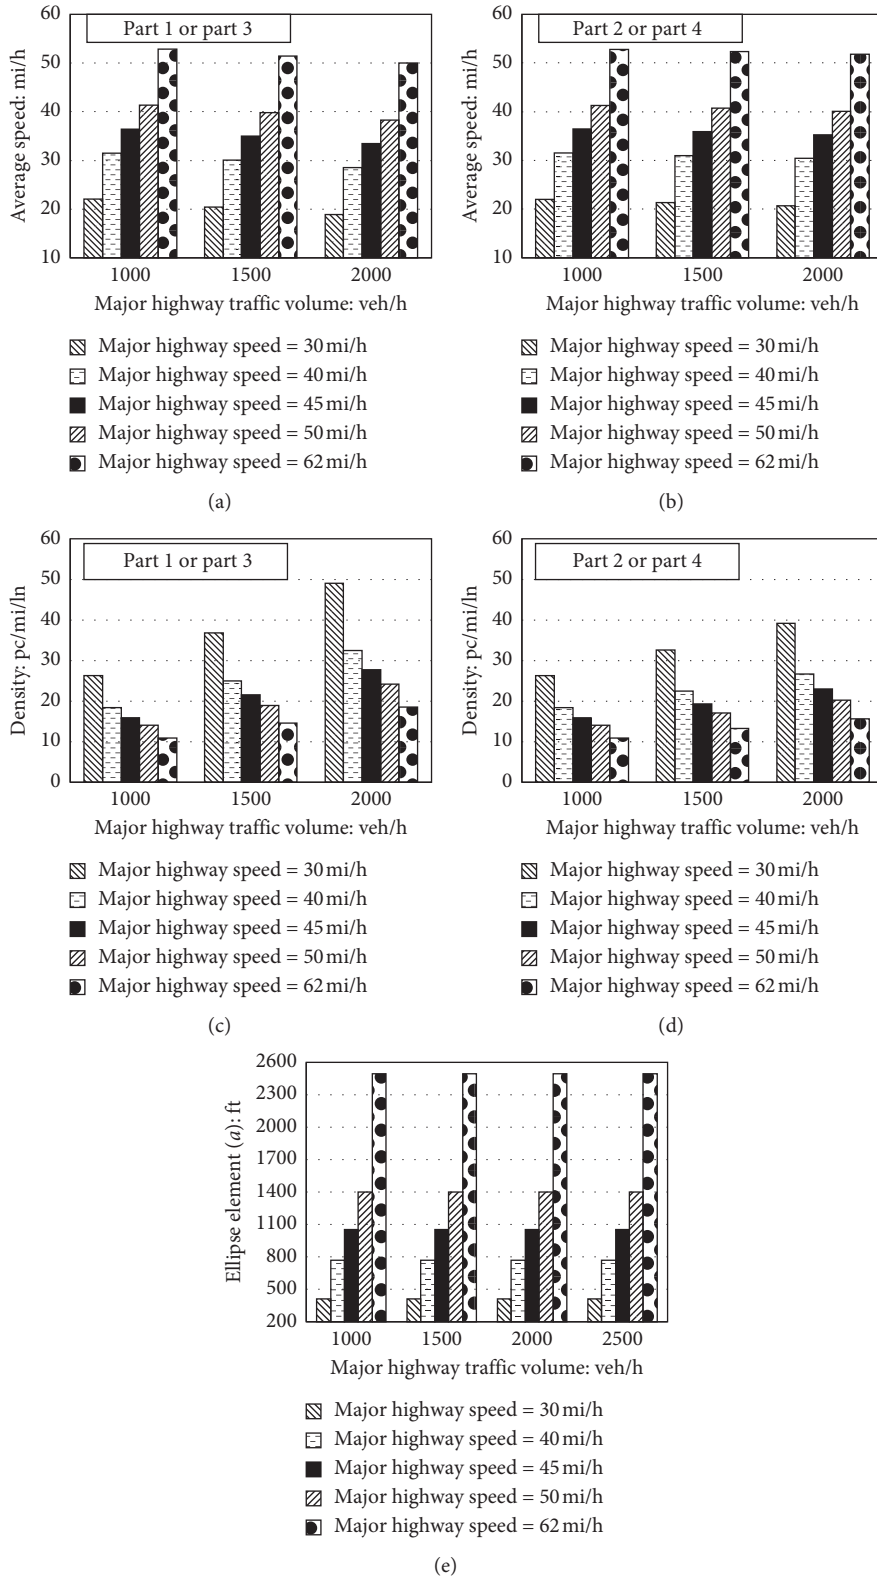 Part 1 or part 3
60
50
40
30
20
10
Average speed: mi/h
1000 1500 2000
Major highway traffic volume: veh/h
Major highway speed = 30 mi/h
Major highway speed = 40 mi/h
Major highway speed = 45 mi/h
Major highway speed = 50 mi/h
Major highway speed = 62 mi/h
(a)
Part 2 or part 4
60
50
40
30
20
10
Average speed: mi/h
1000 1500 2000
Major highway traffic volume: veh/h
Major highway speed = 30 mi/h
Major highway speed = 40 mi/h
Major highway speed = 45 mi/h
Major highway speed = 50 mi/h
Major highway speed = 62 mi/h
(b)
Part 1 or part 3
60
50
40
30
20
10
0
Density: pc/mi/ln
1000 1500 2000
Major highway traffic volume: veh/h
Major highway speed = 30 mi/h
Major highway speed = 40 mi/h
Major highway speed = 45 mi/h
Major highway speed = 50 mi/h
Major highway speed = 62 mi/h
(c)
Part 2 or part 4
60
50
40
30
20
10
0
Density: pc/mi/ln
1000 1500 2000
Major highway traffic volume: veh/h
Major highway speed = 30 mi/h
Major highway speed = 40 mi/h
Major highway speed = 45 mi/h
Major highway speed = 50 mi/h
Major highway speed = 62 mi/h
(d)
2600
2300
2000
1700
1400
1100
800
500
200
Ellipse element (a): ft
1000 1500 2000 2500
Major highway traffic volume: veh/h
Major highway speed = 30 mi/h
Major highway speed = 40 mi/h
Major highway speed = 45 mi/h
Major highway speed = 50 mi/h
Major highway speed = 62 mi/h
(e)